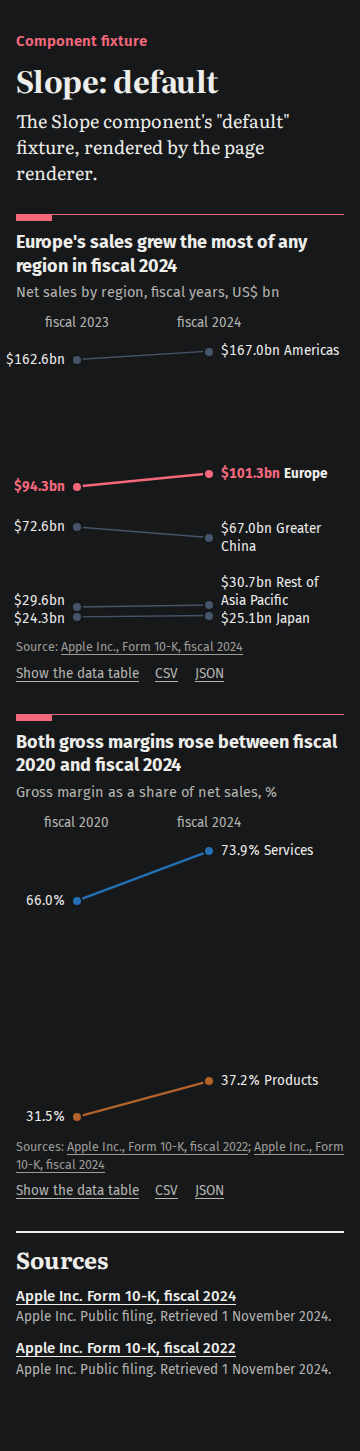 Component fixture
Slope: default
The Slope component's "default"
fixture, rendered by the page
renderer.
Europe's sales grew the most of any
region in fiscal 2024
Net sales by region, fiscal years, US$ bn
fiscal 2023 fiscal 2024
$162.6bn $167.0bn Americas
$94.3bn $101.3bn Europe
$72.6bn $67.0bn Greater
China
$30.7bn Rest of
$29.6bn Asia Pacific
$24.3bn $25.1bn Japan
Source: Apple Inc., Form 10-K, fiscal 2024
Show the data table CSV JSON
Both gross margins rose between fiscal
2020 and fiscal 2024
Gross margin as a share of net sales, %
fiscal 2020 fiscal 2024
73.9% Services
66.0%
37.2% Products
31.5%
Sources: Apple Inc., Form 10-K, fiscal 2022; Apple Inc., Form
10-K, fiscal 2024
Show the data table CSV JSON
Sources
Apple Inc. Form 10-K, fiscal 2024
Apple Inc. Public filing. Retrieved 1 November 2024.
Apple Inc. Form 10-K, fiscal 2022
Apple Inc. Public filing. Retrieved 1 November 2024.